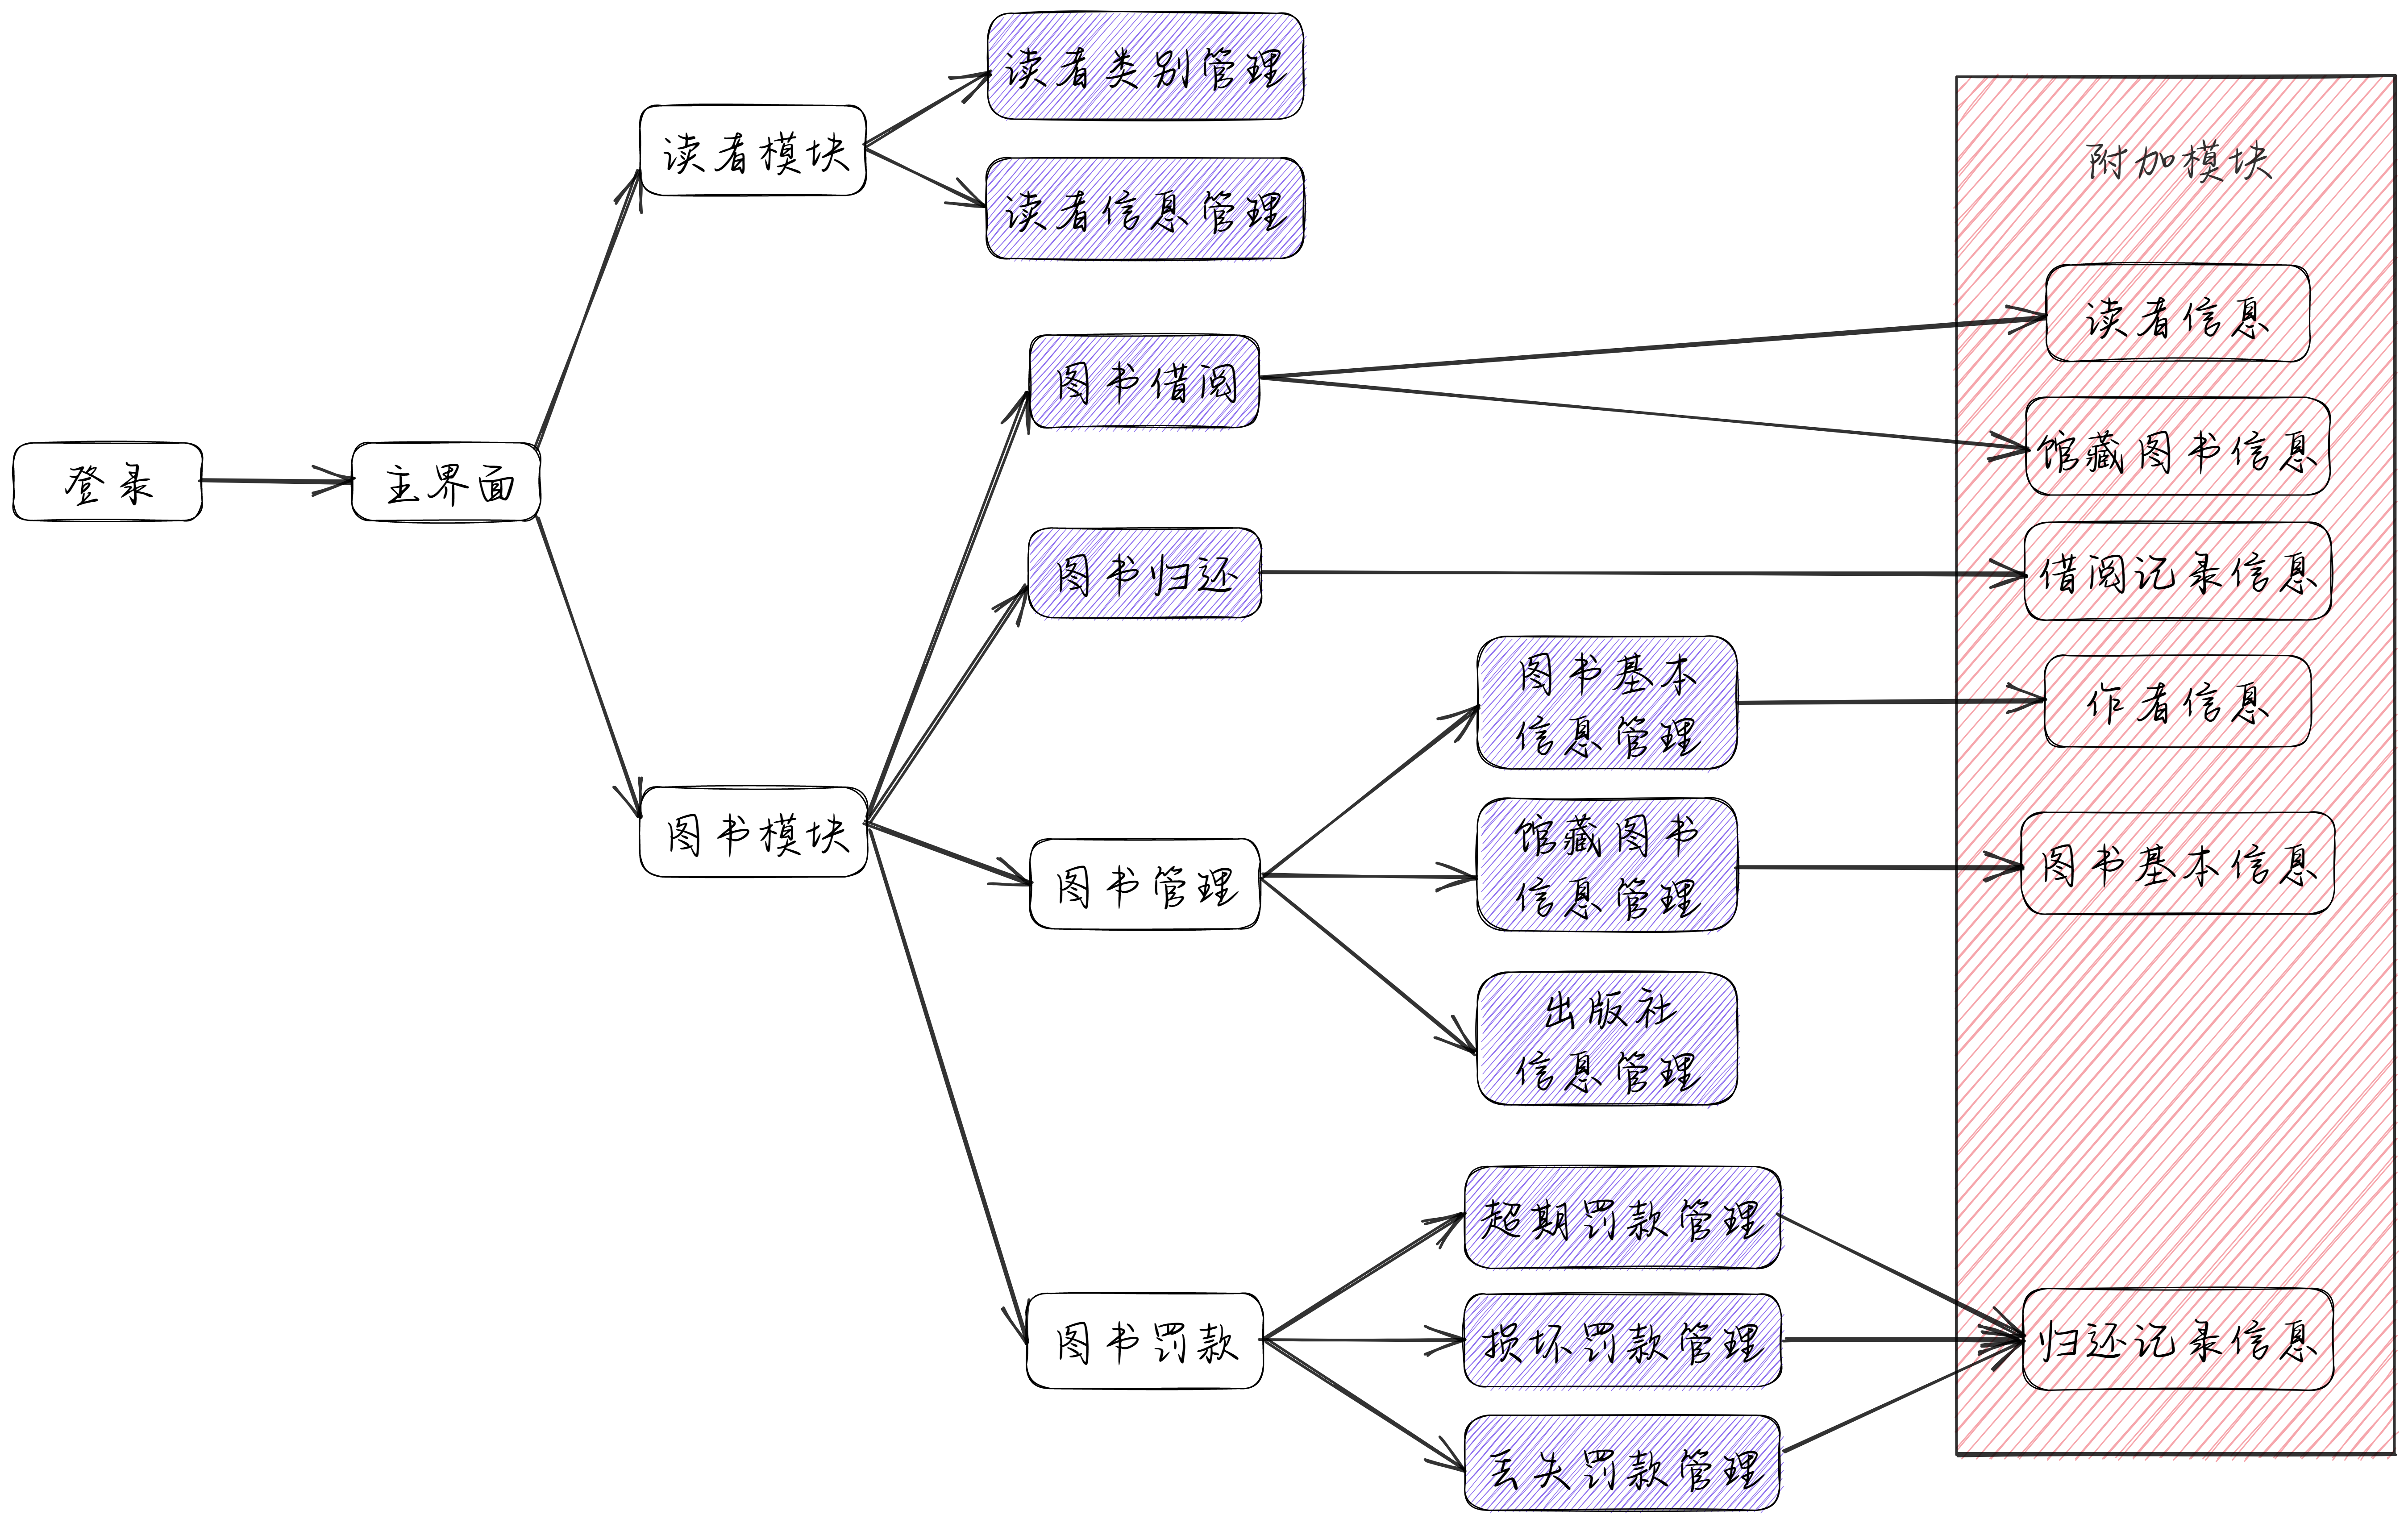 登录
主界面
读者模块
图书模块
读者类别管理
读者信息管理
图书借阅
图书归还
图书管理
图书罚款
图书基本
信息管理
馆藏图书
信息管理
出版社
信息管理
超期罚款管理
损坏罚款管理
丢失罚款管理
附加模块
读者信息
馆藏图书信息
借阅记录信息
作者信息
图书基本信息
归还记录信息